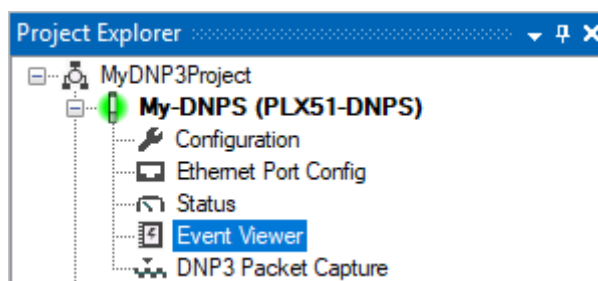 Project Explorer
MyDNP3Project
My-DNPS (PLX51-DNPS)
Configuration
Ethernet Port Config
Status
Event Viewer
DNP3 Packet Capture